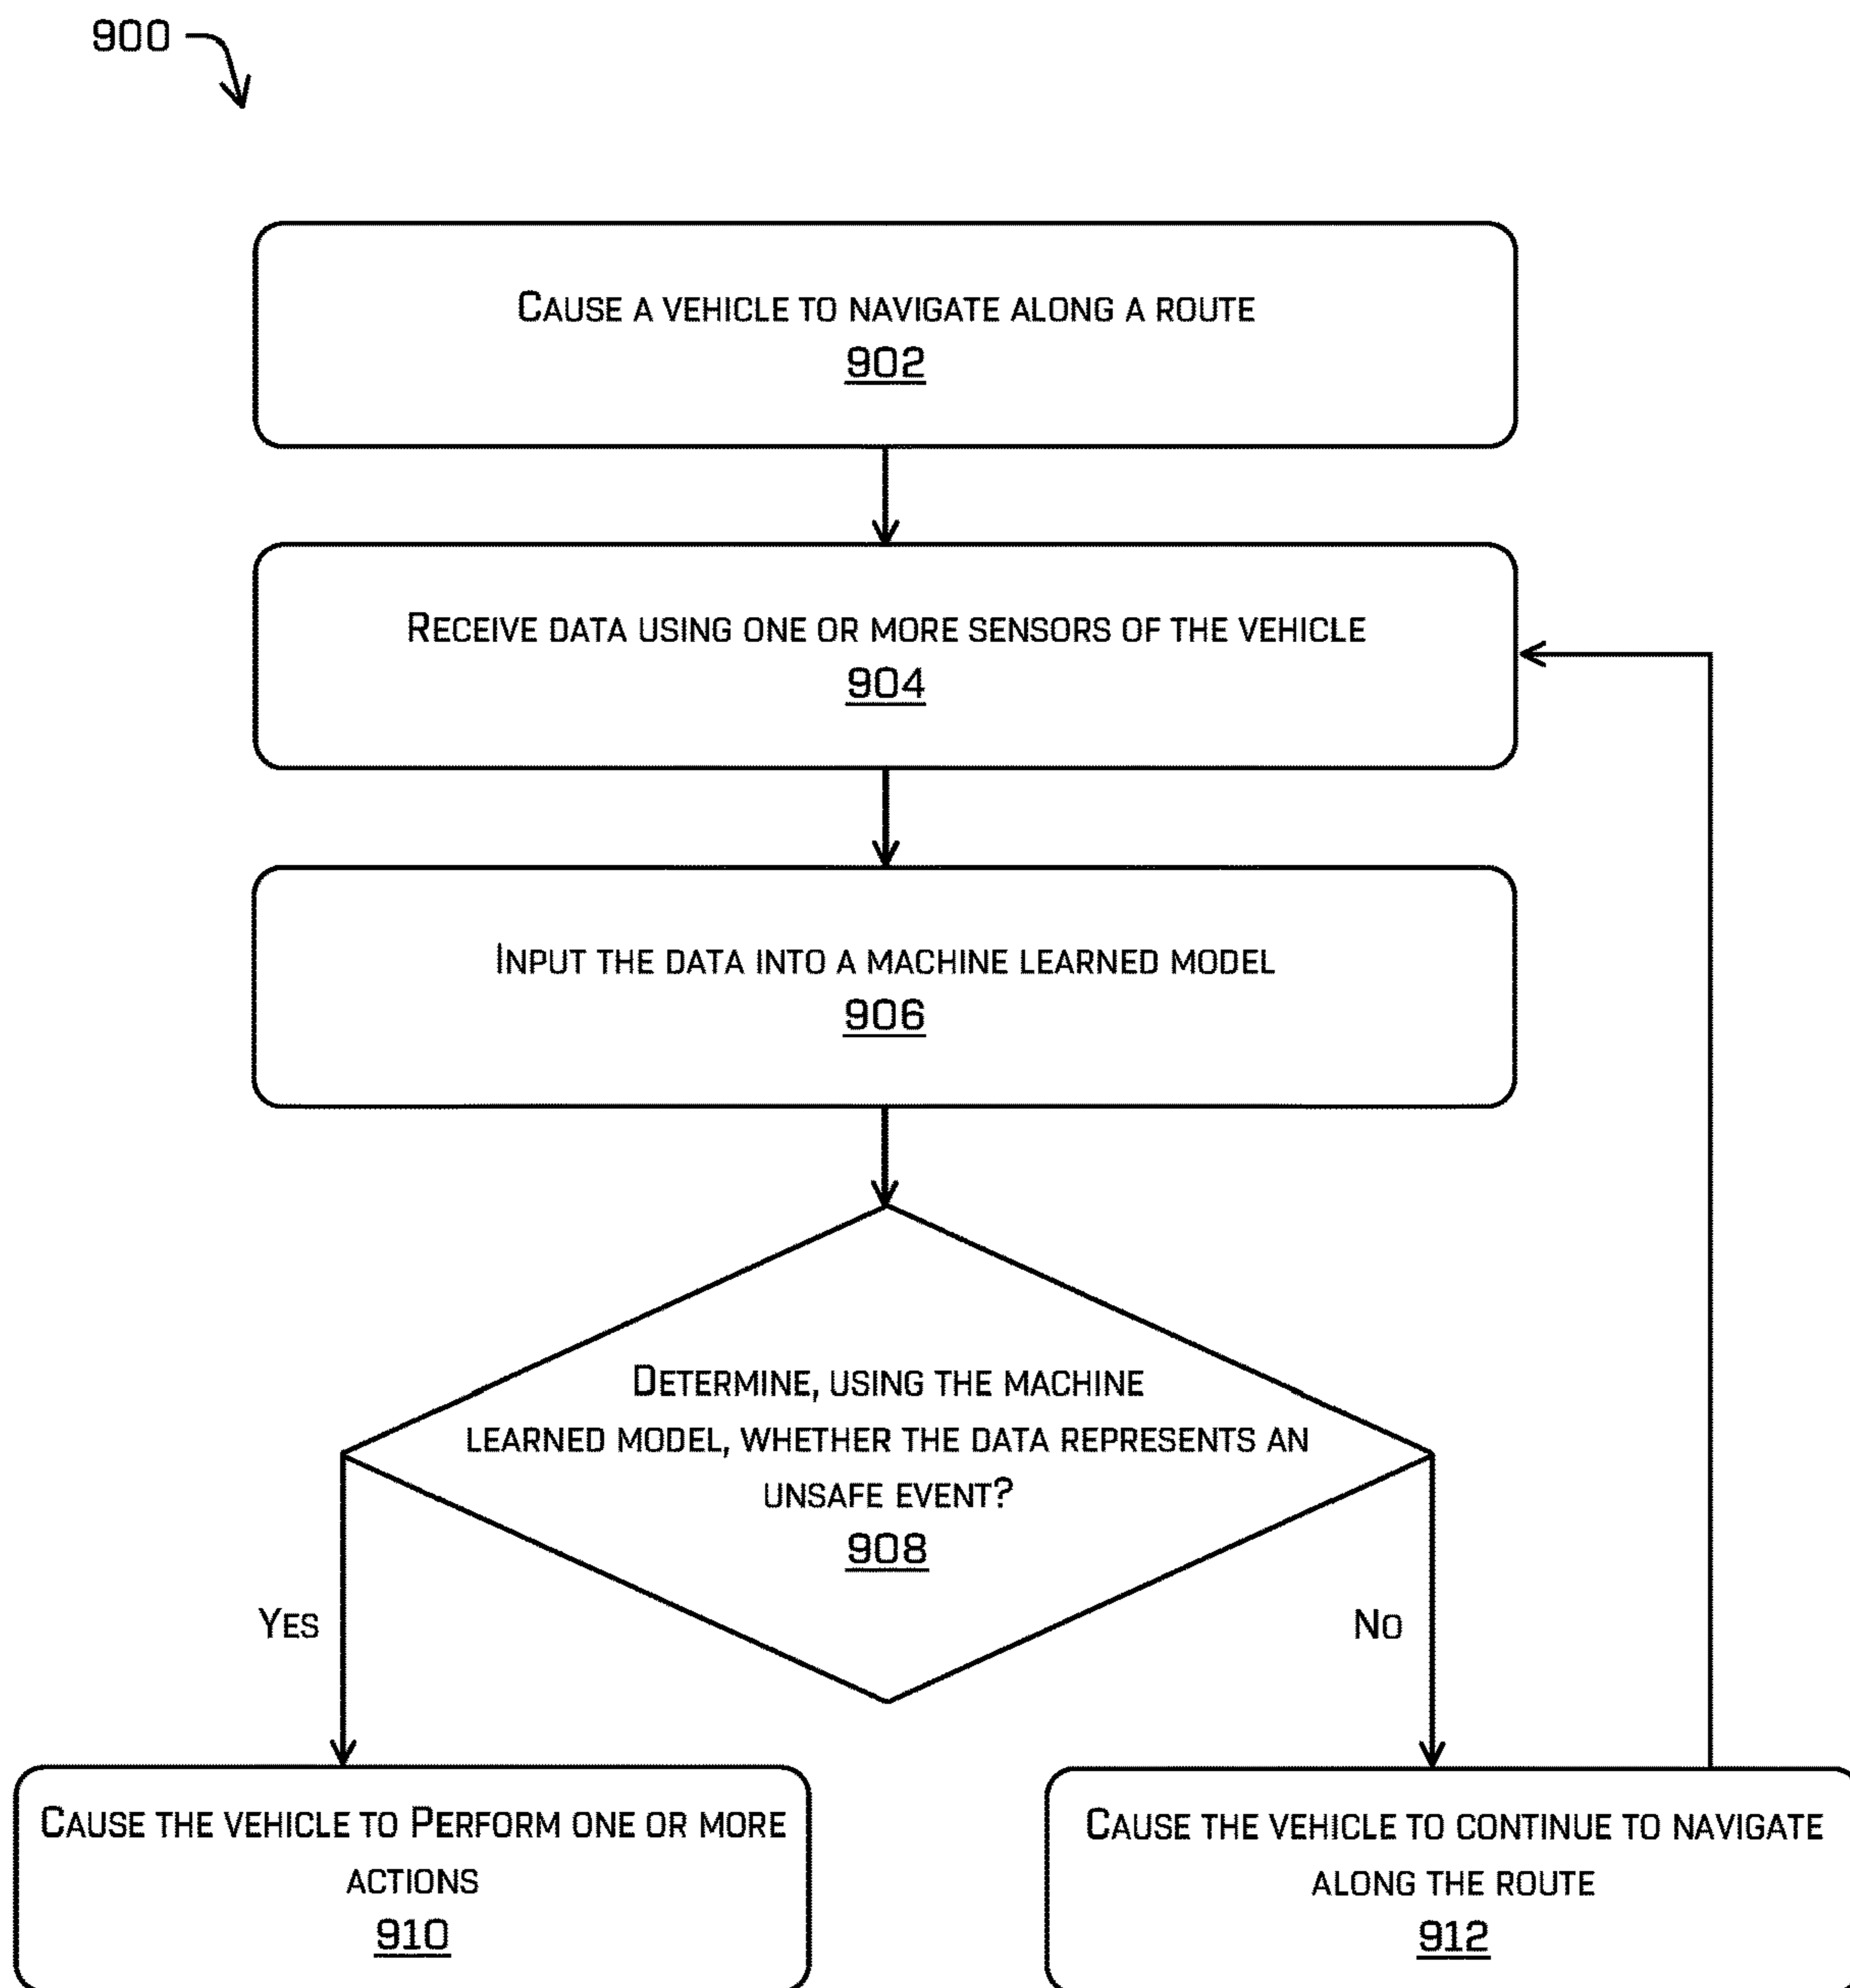 900
Cause a vehicle to navigate along a route
902
Receive data using one or more sensors of the vehicle
904
Input the data into a machine learned model
906
Determine, using the machine
learned model, whether the data represents an
unsafe event?
908
Yes
No
Cause the vehicle to Perform one or more
actions
910
Cause the vehicle to continue to navigate
along the route
912